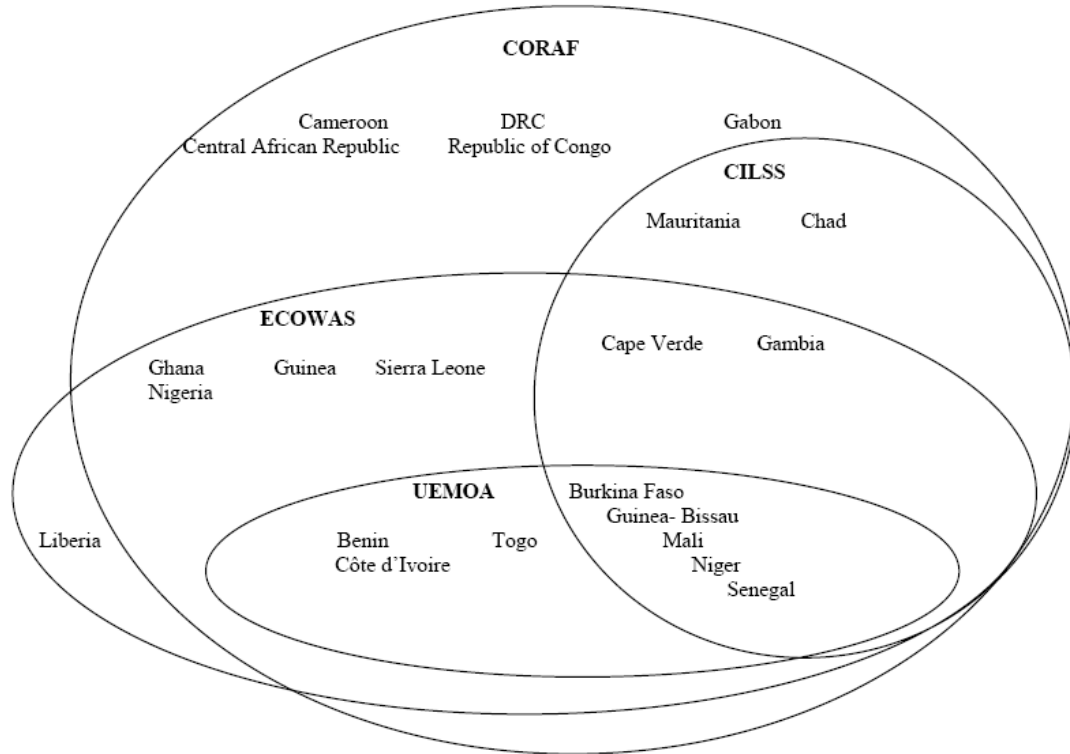 CORAF
Cameroon DRC Gabon
Central African Republic Republic of Congo
CILSS
Mauritania Chad
ECOWAS
Cape Verde Gambia
Ghana Guinea Sierra Leone
Nigeria
UEMOA Burkina Faso
Guinea- Bissau
Liberia Benin Togo Mali
Côte d’Ivoire Niger
Senegal